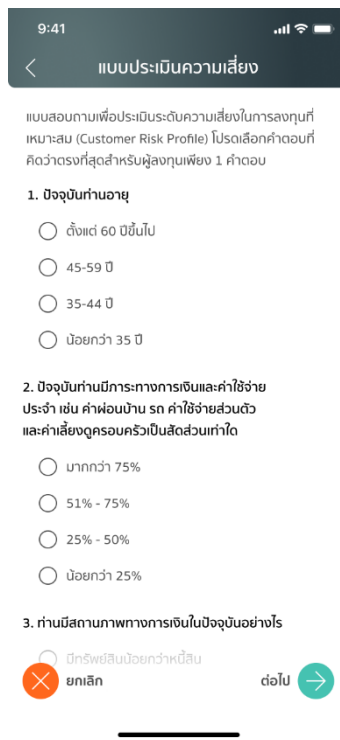 9:41
แบบประเมินความเสี่ยง
แบบสอบถามเพื่อประเมินระดับความเสี่ยงในการลงทุนที่
เหมาะสม (Customer Risk Profile) โปรดเลือกคำตอบที่
คิดว่าตรงที่สุดสำหรับผู้ลงทุนเพียง 1 คำตอบ
1. ปัจจุบันท่านอายุ
ตั้งแต่ 60 ปีขึ้นไป
45-59 ปี
35-44 ปี
น้อยกว่า 35 ปี
2. ปัจจุบันท่านมีภาระทางการเงินและค่าใช้จ่าย
ประจำ เช่น ค่าผ่อนบ้าน รถ ค่าใช้จ่ายส่วนตัว
และค่าเลี้ยงดูครอบครัวเป็นสัดส่วนเท่าใด
มากกว่า 75%
51% - 75%
25% - 50%
น้อยกว่า 25%
3. ท่านมีสถานภาพทางการเงินในปัจจุบันอย่างไร
มีทรัพย์สินน้อยกว่าหนี้สิน
ยกเลิก
ต่อไป